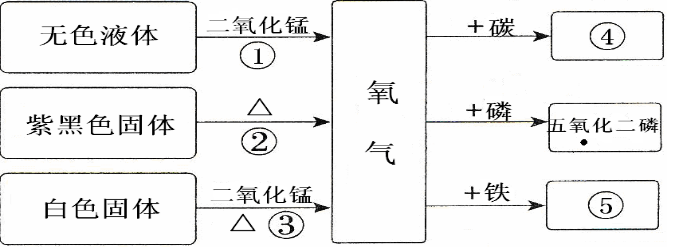 无色液体
二氧化锰
①
紫黑色固体
△
②
白色固体
二氧化锰
△ ③
氧气
+碳
④
+磷
五氧化二磷
+铁
⑤